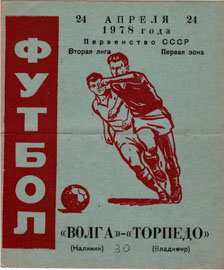 ФУТБОЛ
24 АПРЕЛЯ 24
1978 года
Первенство СССР
Вторая лига Первая зона
«ВОЛГА»-«ТОРПЕДО»
(Калинин) 3:0 (Владимир)